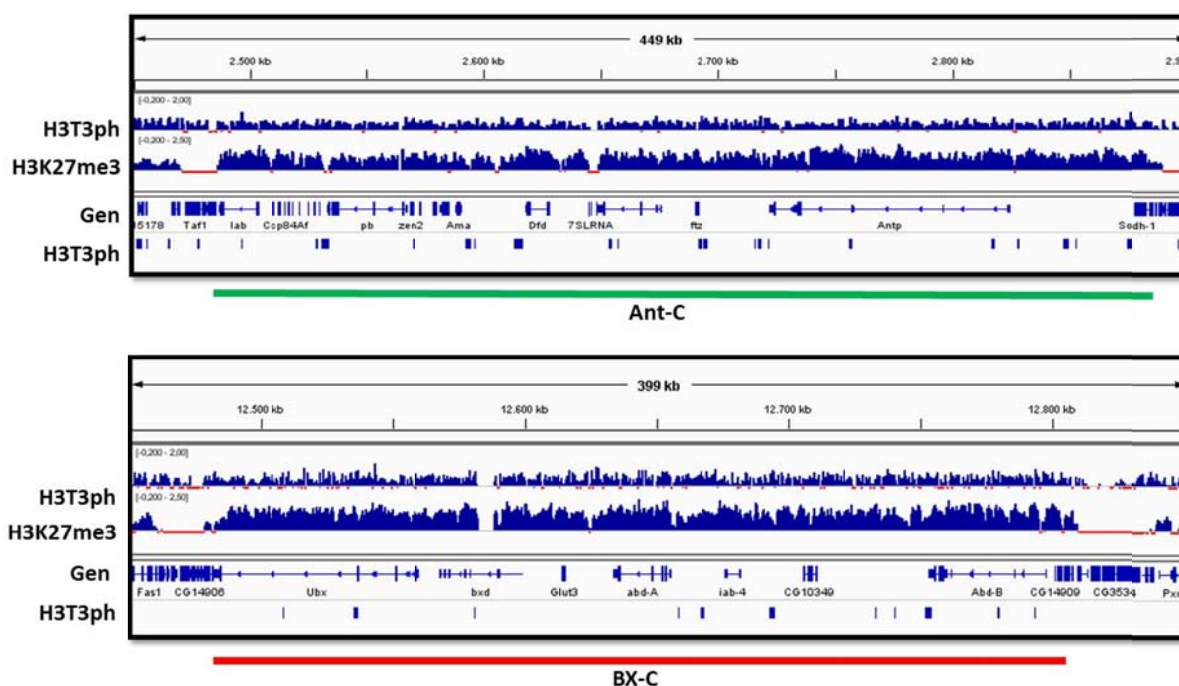 449 kb
2.500 kb 2.600 kb 2.700 kb 2.800 kb 2.9
[-0,200 - 2,00]
H3T3ph
[-0,200 - 2,50]
H3K27me3
Gen
35178 Taf1 lab Ccp84Af pb zen2 Ama Dfd 7SLRNA ftz Antp Sodh-1
H3T3ph
Ant-C
399 kb
12.500 kb 12.600 kb 12.700 kb 12.800 kb
[-0,200 - 2,00]
H3T3ph
[-0,200 - 2,50]
H3K27me3
Gen
Fas1 CG14906 Ubx bxd Glut3 abd-A iab-4 CG10349 Abd-B CG14909 CG3534 Pxd
H3T3ph
BX-C